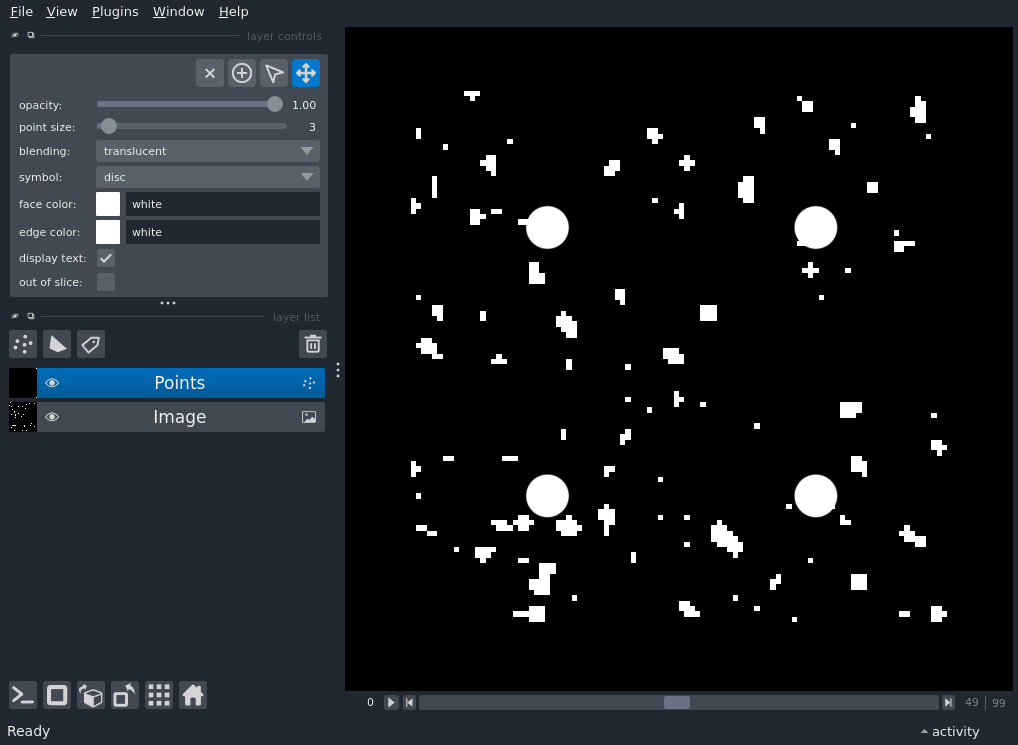 File View Plugins Window Help
layer controls
opacity: 1.00
point size: 3
blending: translucent
symbol: disc
face color: white
edge color: white
display text:
out of slice:
layer list
Points
Image
0 49 99
Ready activity